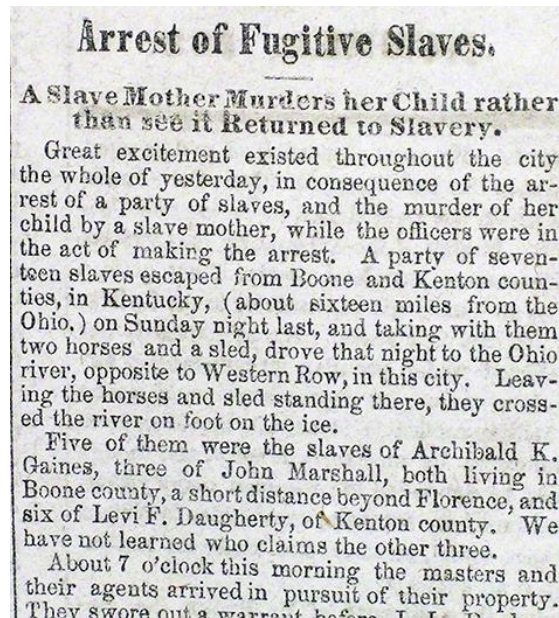 Arrest of Fugitive Slaves.
A Slave Mother Murders her Child rather
than see it Returned to Slavery.
Great excitement existed throughout the city
the whole of yesterday, in consequence of the ar-
rest of a party of slaves, and the murder of her
child by a slave mother, while the officers were in
the act of making the arrest. A party of seven-
teen slaves escaped from Boone and Kenton coun-
ties, in Kentucky, (about sixteen miles from the
Ohio,) on Sunday night last, and taking with them
two horses and a sled, drove that night to the Ohio
river, opposite to Western Row, in this city. Leav-
ing the horses and sled standing there, they cross-
ed the river on foot on the ice.
Five of them were the slaves of Archibald K.
Gaines, three of John Marshall, both living in
Boone county, a short distance beyond Florence, and
six of Levi F. Daugherty, of Kenton county. We
have not learned who claims the other three.
About 7 o'clock this morning the masters and
their agents arrived in pursuit of their property.
They swore out a warrant before J. L.